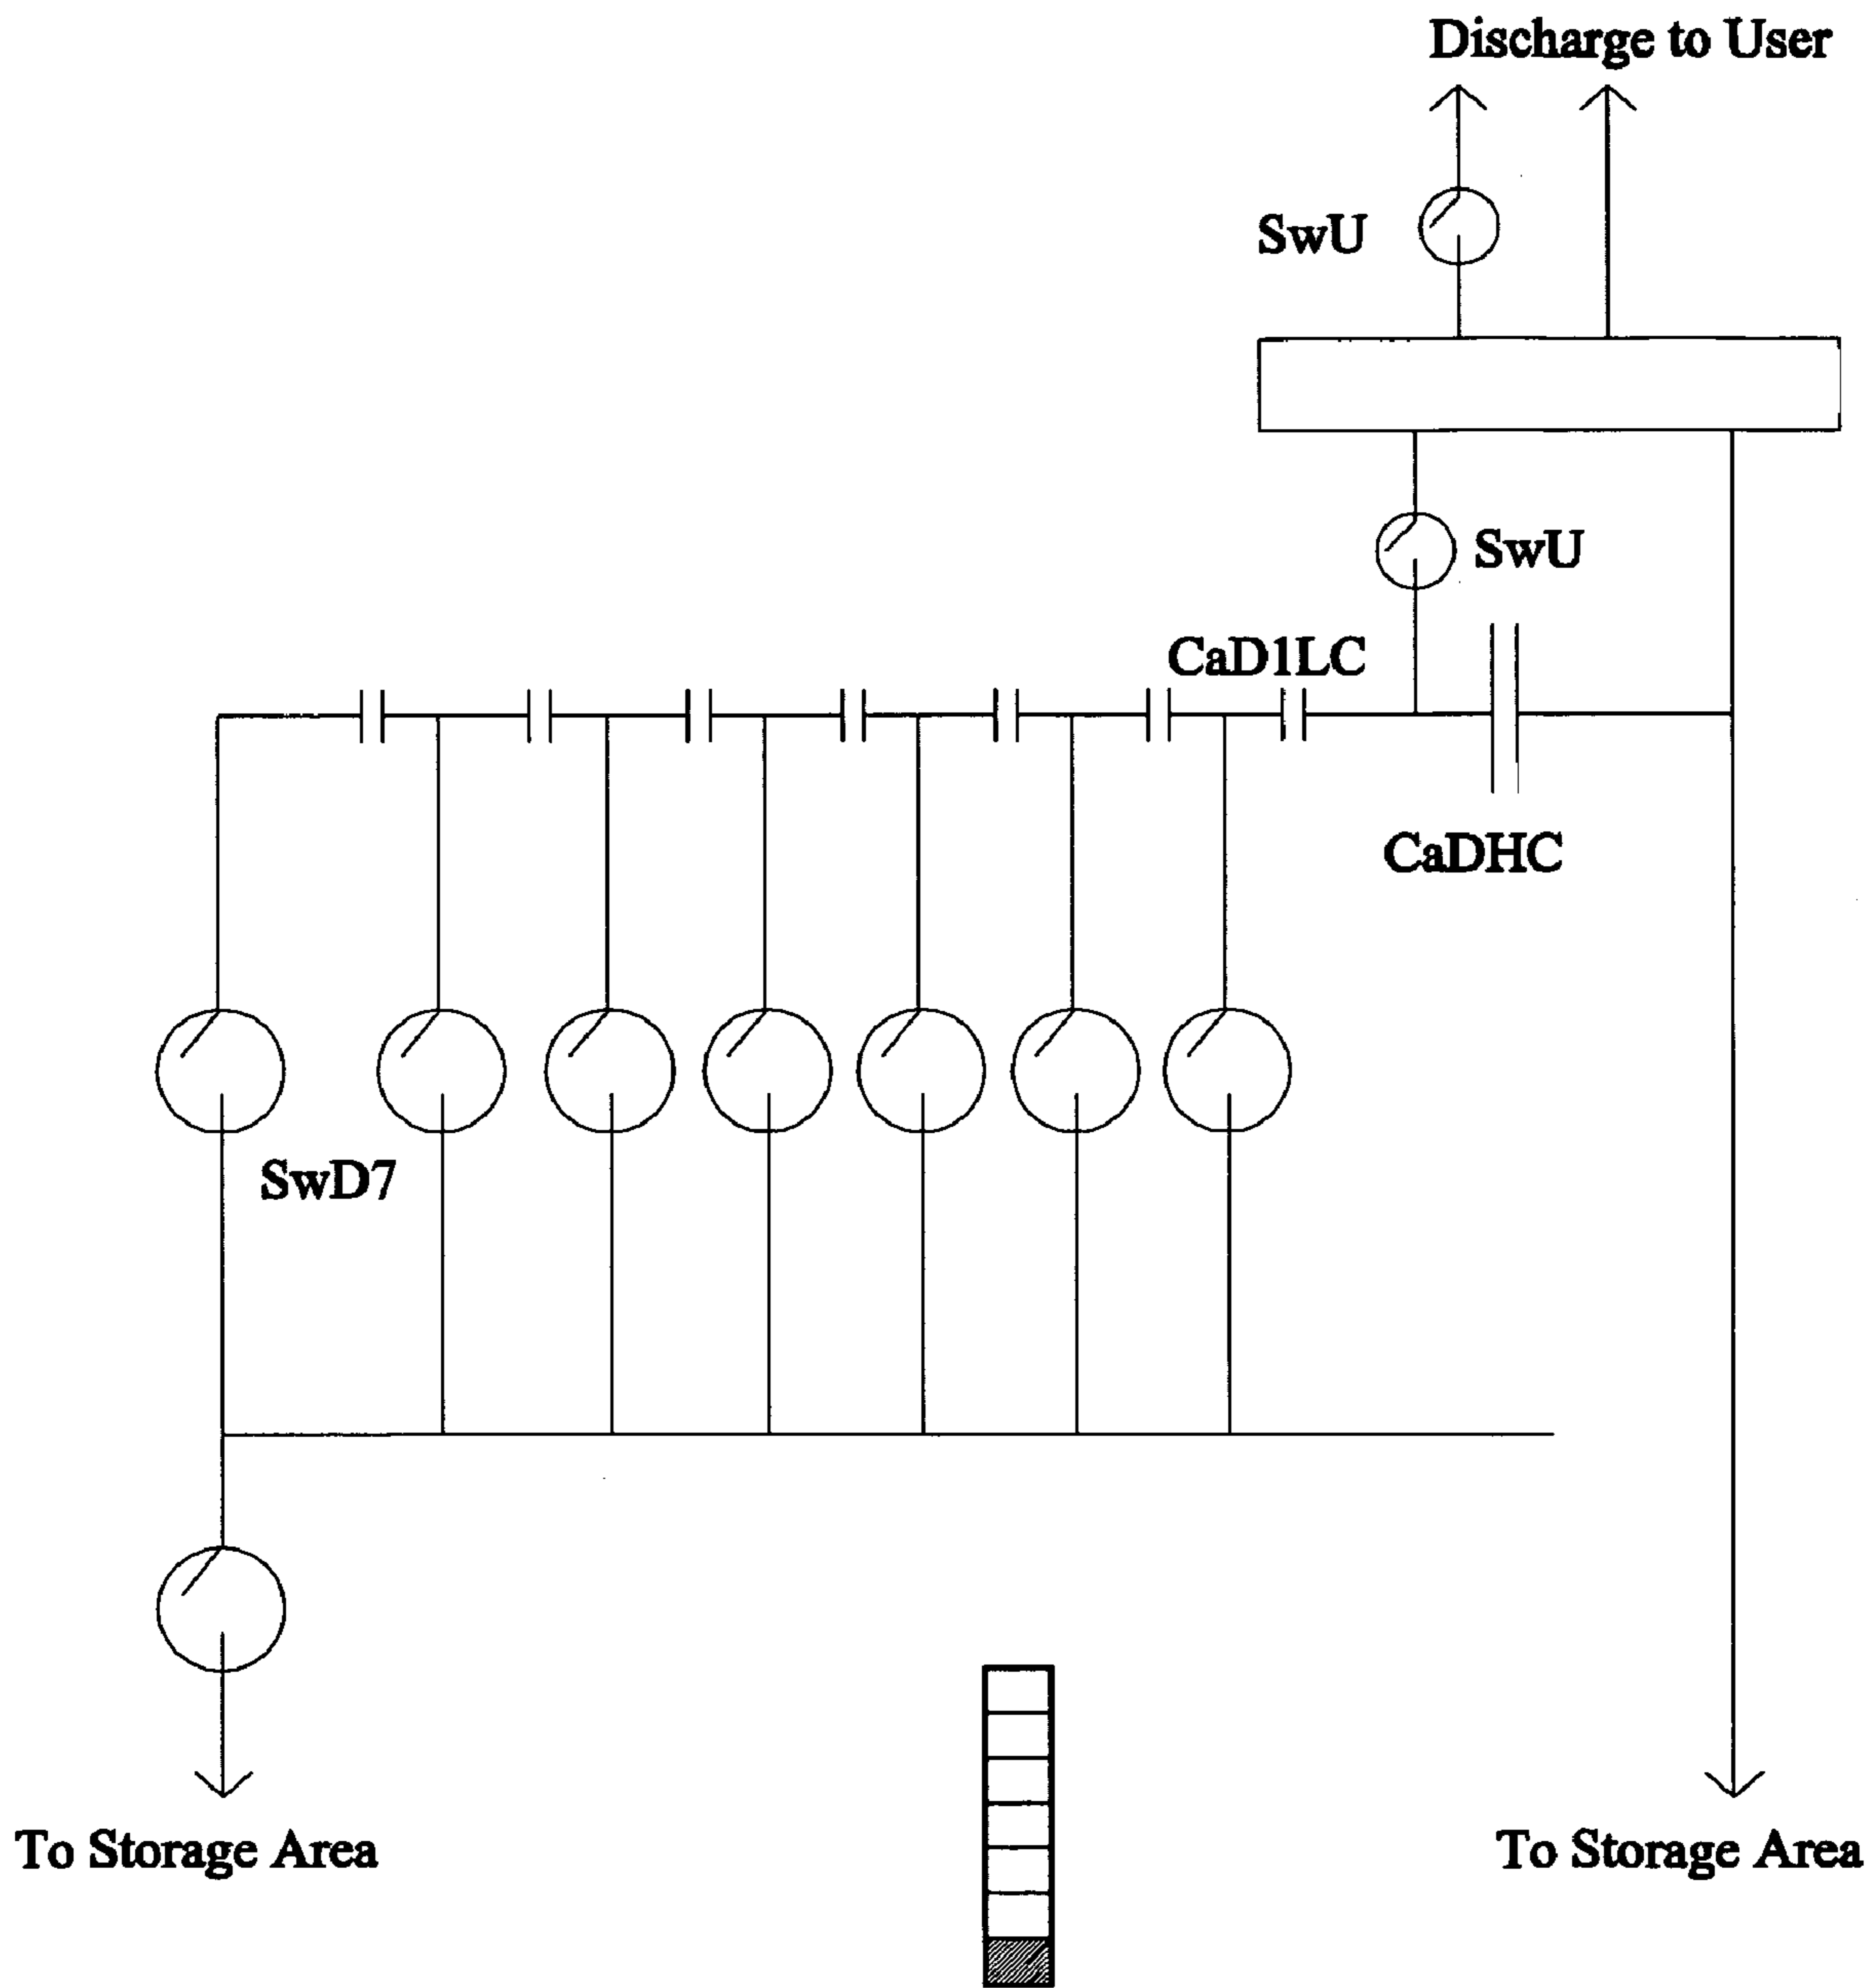 Discharge to User
SwU
SwU
CaD1LC
CaDHC
SwD7
To Storage Area
To Storage Area